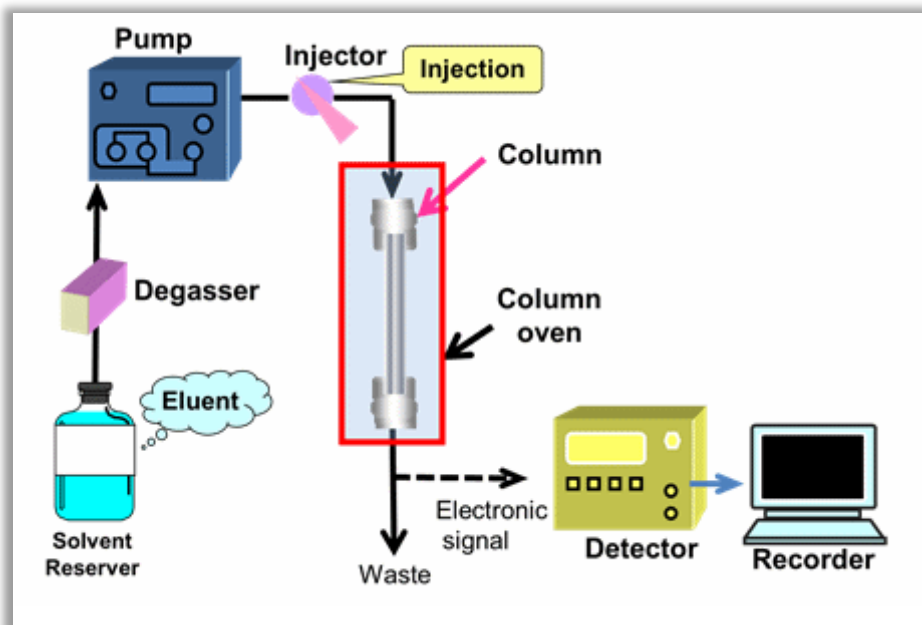 Pump
Injector
Injection
Column
Degasser
Column
oven
Eluent
Solvent
Reserver
Electronic
signal
Waste
Detector
Recorder